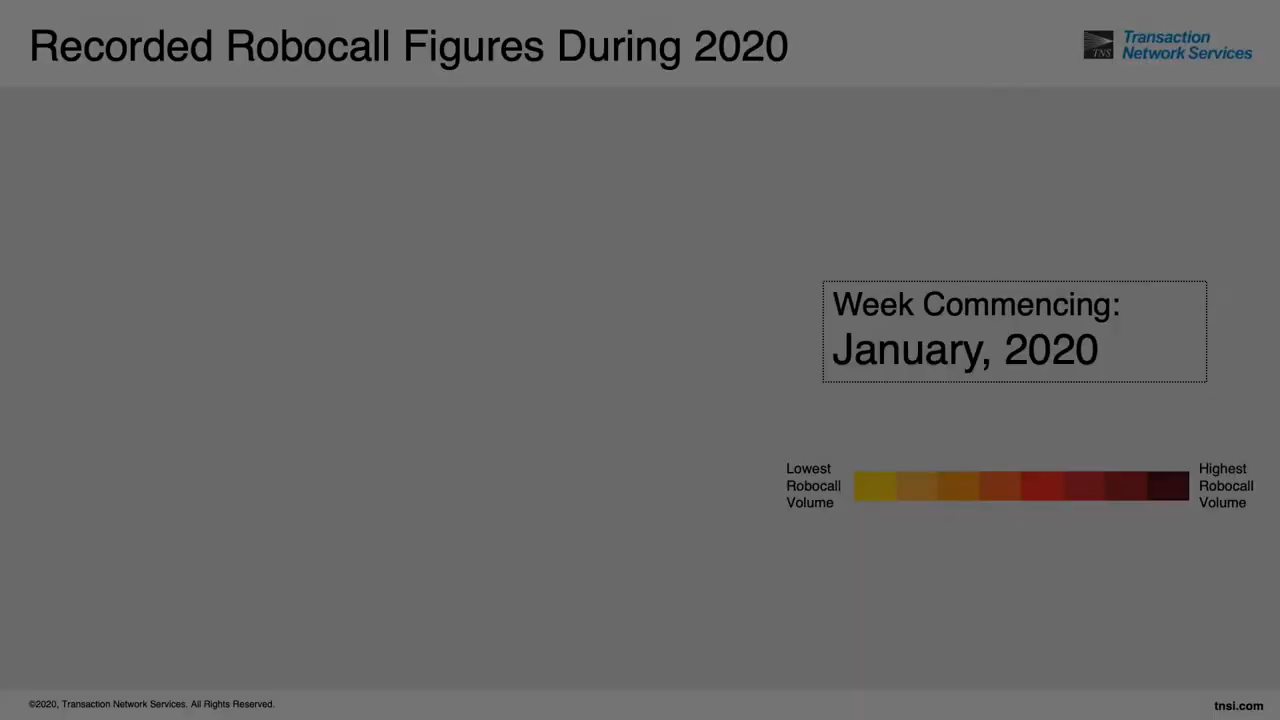 Recorded Robocall Figures During 2020
TNS
Transaction
Network Services
Week Commencing:
January, 2020
Lowest
Robocall
Volume
Highest
Robocall
Volume
©2020, Transaction Network Services. All Rights Reserved.
tnsi.com